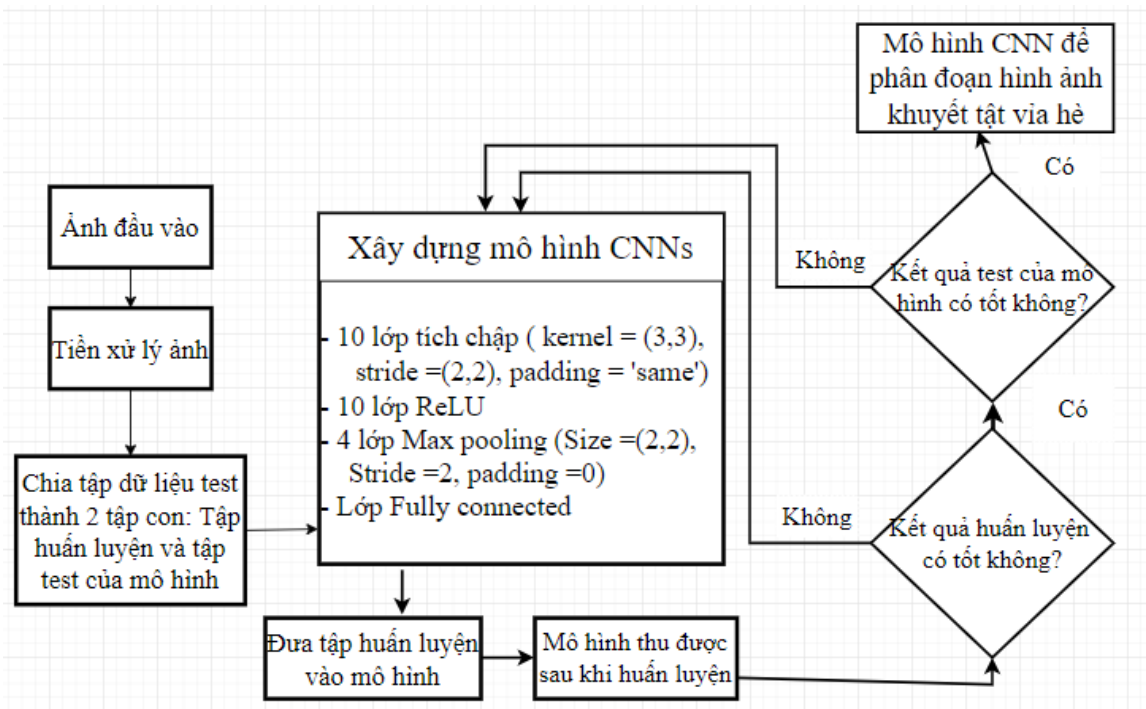 Ảnh đầu vào
Tiền xử lý ảnh
Chia tập dữ liệu test
thành 2 tập con: Tập
huấn luyện và tập
test của mô hình
Xây dựng mô hình CNNs
- 10 lớp tích chập ( kernel = (3,3),
stride =(2,2), padding = 'same')
- 10 lớp ReLU
- 4 lớp Max pooling (Size =(2,2),
Stride =2, padding =0)
- Lớp Fully connected
Đưa tập huấn luyện
vào mô hình
Mô hình thu được
sau khi huấn luyện
Kết quả huấn luyện
có tốt không?
Không
Có
Kết quả test của mô
hình có tốt không?
Không
Có
Mô hình CNN để
phân đoạn hình ảnh
khuyết tật vỉa hè